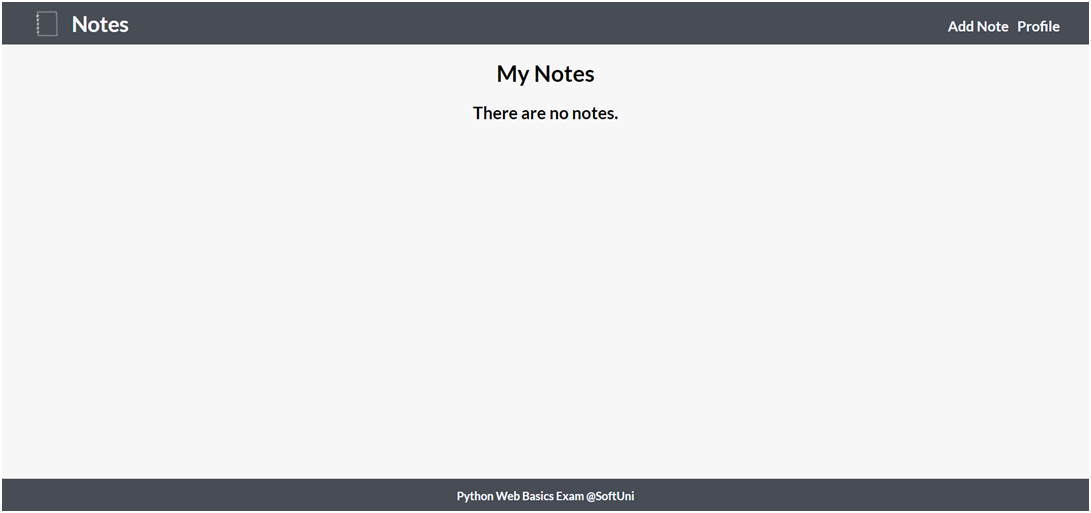 Notes
Add Note Profile
My Notes
There are no notes.
Python Web Basics Exam @SoftUni